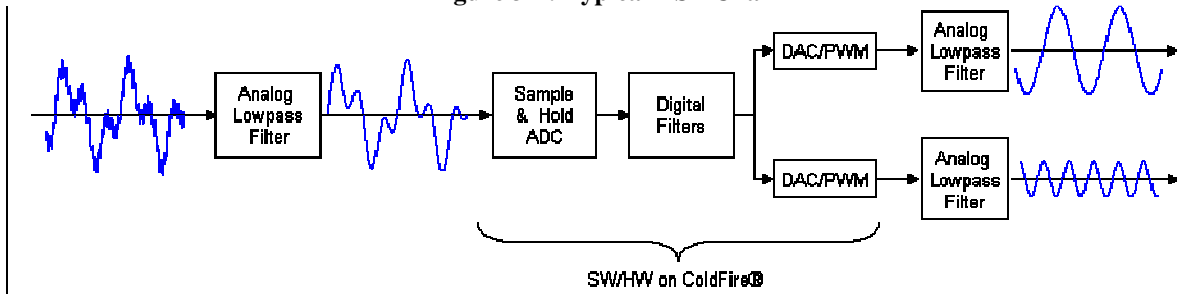 Analog
Lowpass
Filter
Sample
& Hold
ADC
Digital
Filters
DAC/PWM
Analog
Lowpass
Filter
DAC/PWM
Analog
Lowpass
Filter
SW/HW on ColdFire®